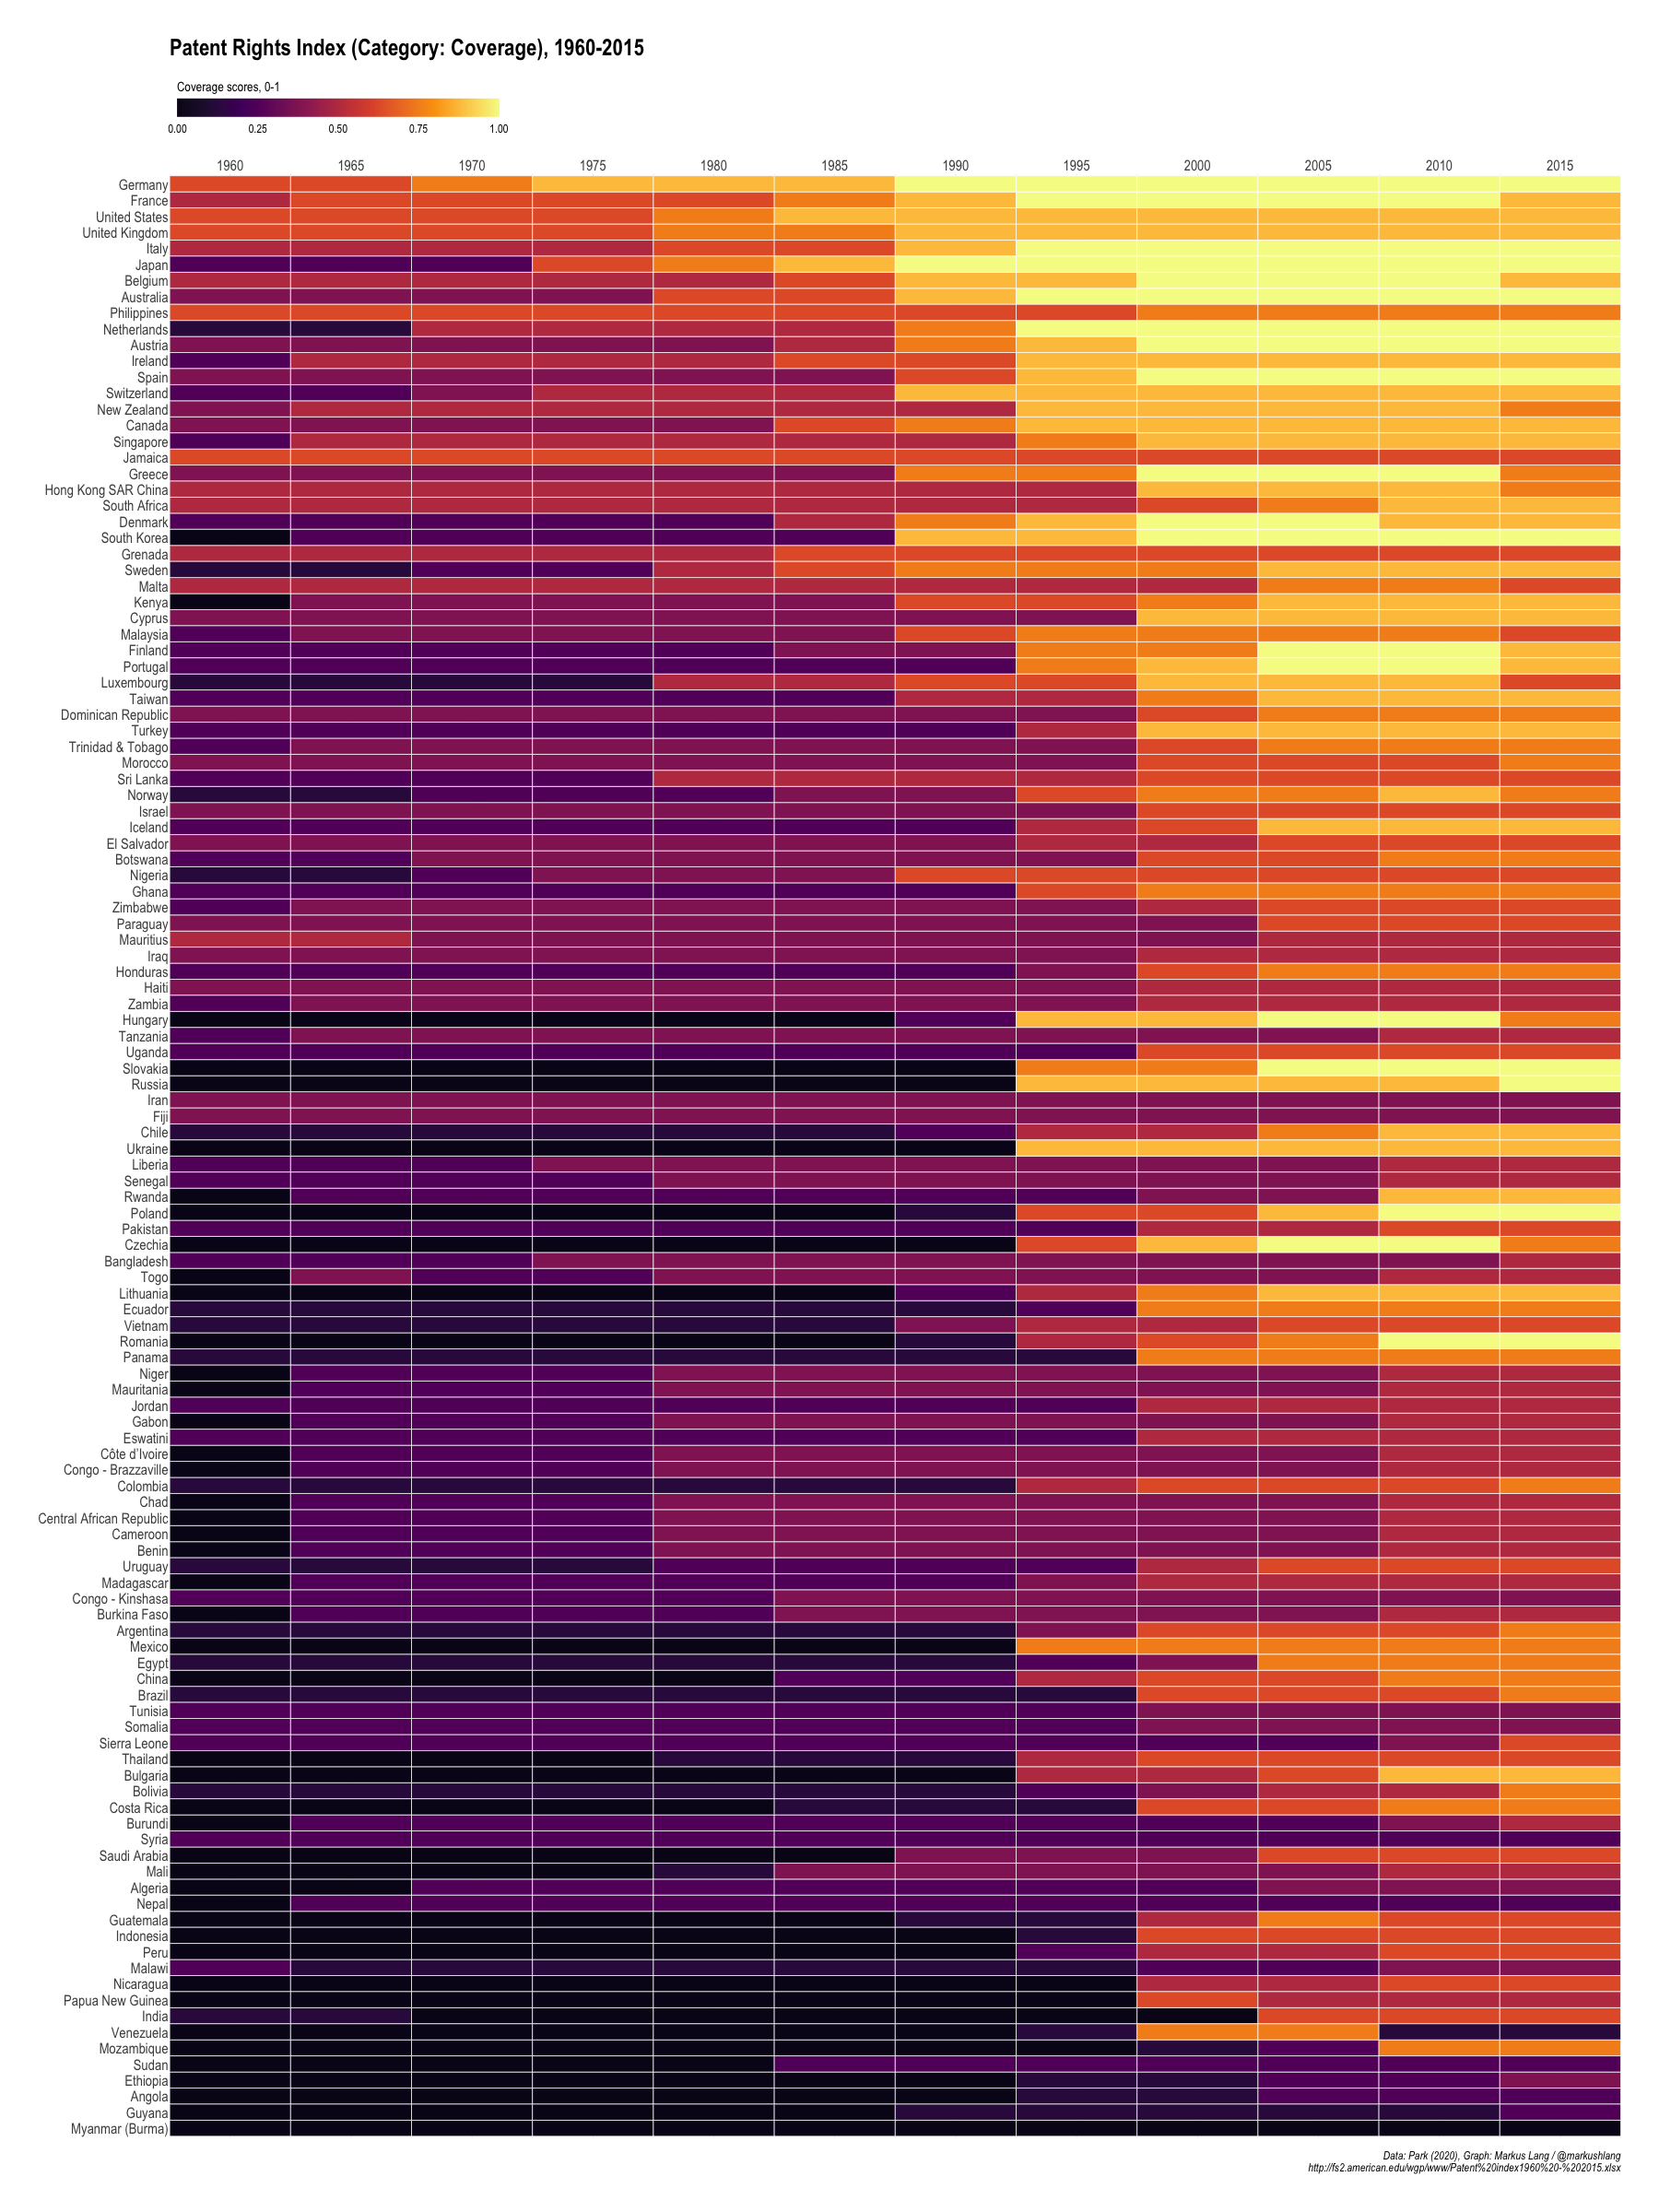 Patent Rights Index (Category: Coverage), 1960-2015
Coverage scores, 0-1
0.00 0.25 0.50 0.75 1.00
1960 1965 1970 1975 1980 1985 1990 1995 2000 2005 2010 2015
Germany
France
United States
United Kingdom
Italy
Japan
Belgium
Australia
Philippines
Netherlands
Austria
Ireland
Spain
Switzerland
New Zealand
Canada
Singapore
Jamaica
Greece
Hong Kong SAR China
South Africa
Denmark
South Korea
Grenada
Sweden
Malta
Kenya
Cyprus
Malaysia
Finland
Portugal
Luxembourg
Taiwan
Dominican Republic
Turkey
Trinidad & Tobago
Morocco
Sri Lanka
Norway
Israel
Iceland
El Salvador
Botswana
Nigeria
Ghana
Zimbabwe
Paraguay
Mauritius
Iraq
Honduras
Haiti
Zambia
Hungary
Tanzania
Uganda
Slovakia
Russia
Iran
Fiji
Chile
Ukraine
Liberia
Senegal
Rwanda
Poland
Pakistan
Czechia
Bangladesh
Togo
Lithuania
Ecuador
Vietnam
Romania
Panama
Niger
Mauritania
Jordan
Gabon
Eswatini
Côte d'Ivoire
Congo - Brazzaville
Colombia
Chad
Central African Republic
Cameroon
Benin
Uruguay
Madagascar
Congo - Kinshasa
Burkina Faso
Argentina
Mexico
Egypt
China
Brazil
Tunisia
Somalia
Sierra Leone
Thailand
Bulgaria
Bolivia
Costa Rica
Burundi
Syria
Saudi Arabia
Mali
Algeria
Nepal
Guatemala
Indonesia
Peru
Malawi
Nicaragua
Papua New Guinea
India
Venezuela
Mozambique
Sudan
Ethiopia
Angola
Guyana
Myanmar (Burma)
Data: Park (2020), Graph: Markus Lang / @markushlang
http://fs2.american.edu/wgp/www/Patent%20index1960%20-%202015.xlsx